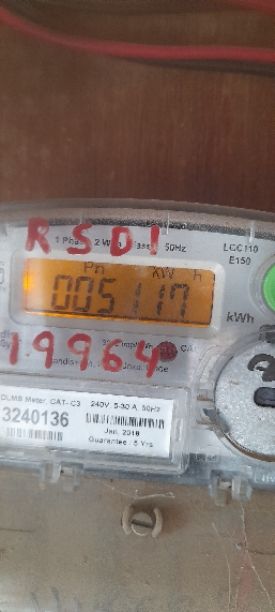 RSD1
1 Phase 2 Wire 50Hz
LGC110
E150
Pn kW h
005117
kWh
19964
DLMS Meter, CAT- C3 240V 5-30 A, 50Hz
3240136
Jan, 2018
Guarantee : 5 Yrs